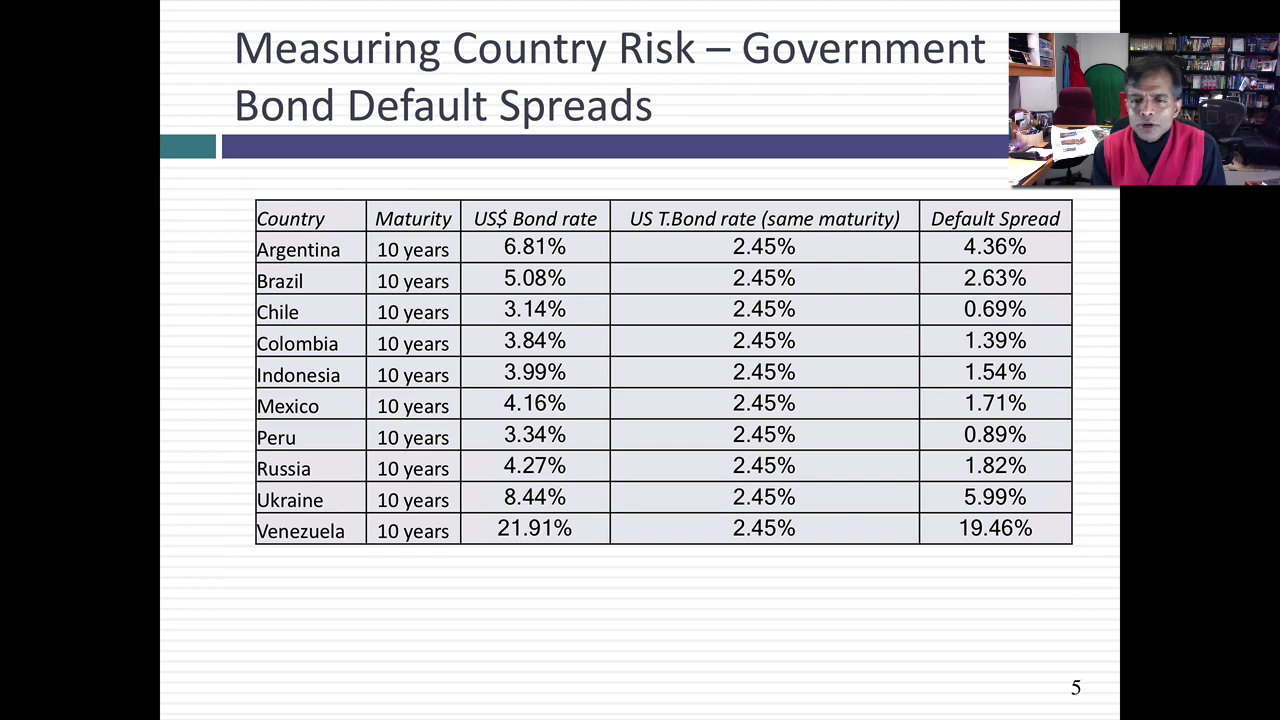 Measuring Country Risk – Government
Bond Default Spreads
Country Maturity US$ Bond rate US T.Bond rate (same maturity) Default Spread
Argentina 10 years 6.81% 2.45% 4.36%
Brazil 10 years 5.08% 2.45% 2.63%
Chile 10 years 3.14% 2.45% 0.69%
Colombia 10 years 3.84% 2.45% 1.39%
Indonesia 10 years 3.99% 2.45% 1.54%
Mexico 10 years 4.16% 2.45% 1.71%
Peru 10 years 3.34% 2.45% 0.89%
Russia 10 years 4.27% 2.45% 1.82%
Ukraine 10 years 8.44% 2.45% 5.99%
Venezuela 10 years 21.91% 2.45% 19.46%
5